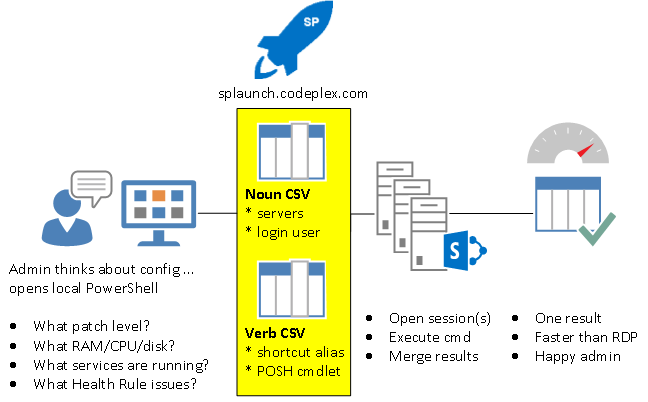 SP
splaunch.codeplex.com
Noun CSV
* servers
* login user
Verb CSV
* shortcut alias
* POSH cmdlet
Admin thinks about config...
opens local PowerShell
• What patch level?
• What RAM/CPU/disk?
• What services are running?
• What Health Rule issues?
S
• Open session(s)
• Execute cmd
• Merge results
• One result
• Faster than RDP
• Happy admin